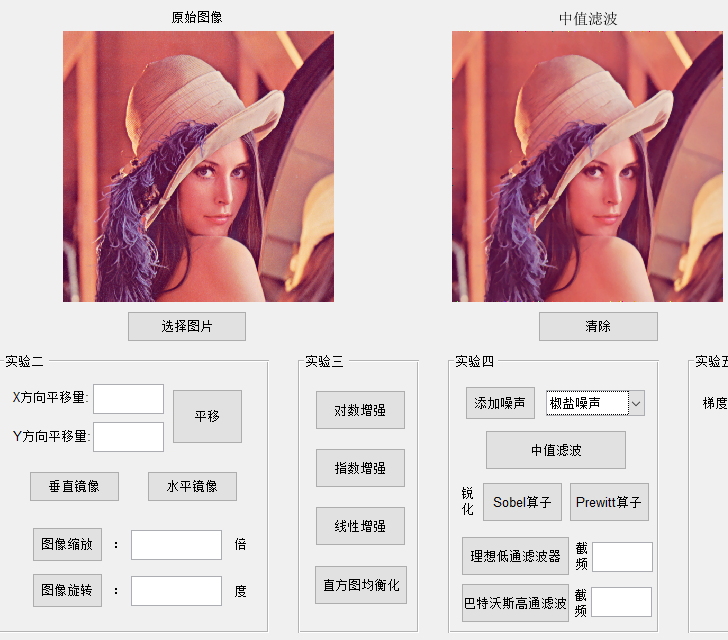 原始图像
中值滤波
选择图片
清除
实验二
X方向平移量:
平移
Y方向平移量:
垂直镜像
水平镜像
图像缩放
:
倍
图像旋转
:
度
实验三
对数增强
指数增强
线性增强
直方图均衡化
实验四
添加噪声
椒盐噪声
中值滤波
锐化
Sobel算子
Prewitt算子
理想低通滤波器
截频
巴特沃斯高通滤波
截频
实验五
梯度